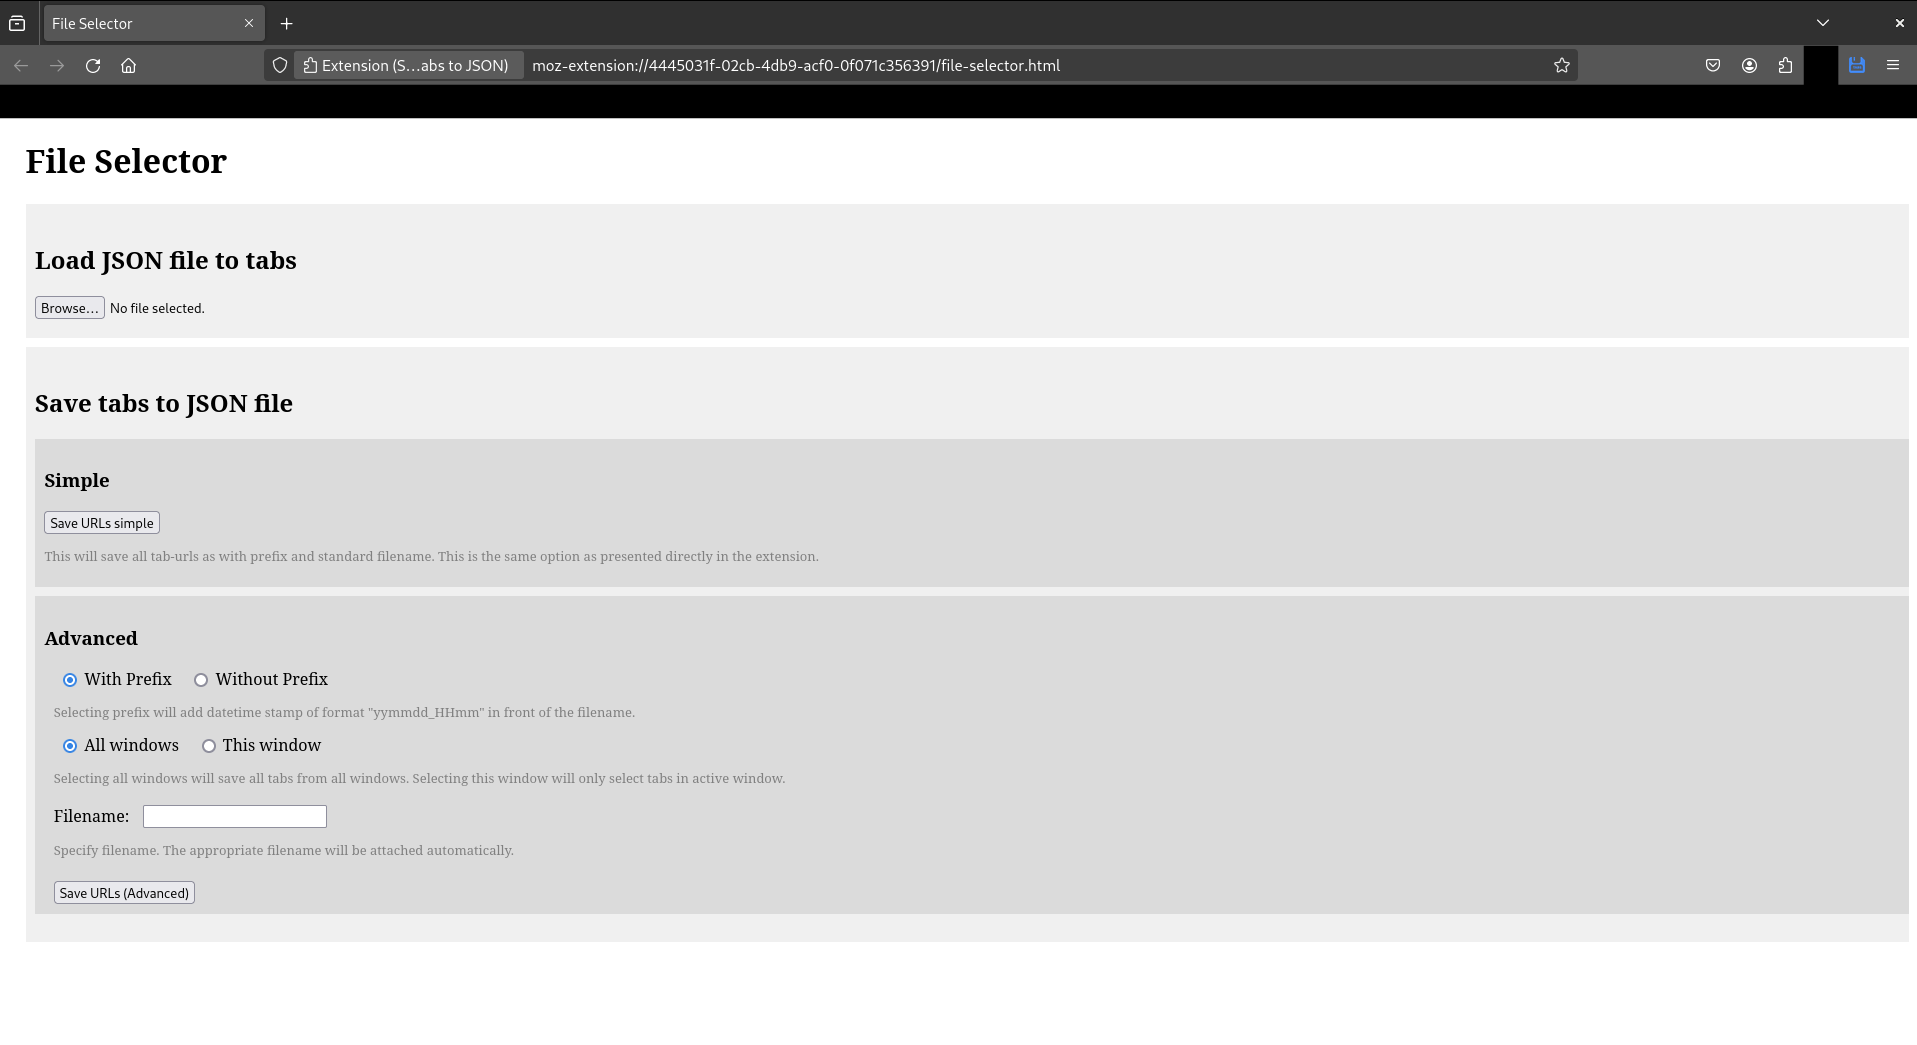 File Selector
Extension (S...abs to JSON) moz-extension://4445031f-02cb-4db9-acf0-0f071c356391/file-selector.html
File Selector
Load JSON file to tabs
Browse... No file selected.
Save tabs to JSON file
Simple
Save URLs simple
This will save all tab-urls as with prefix and standard filename. This is the same option as presented directly in the extension.
Advanced
With Prefix Without Prefix
Selecting prefix will add datetime stamp of format "yymmdd_HHmm" in front of the filename.
All windows This window
Selecting all windows will save all tabs from all windows. Selecting this window will only select tabs in active window.
Filename:
Specify filename. The appropriate filename will be attached automatically.
Save URLs (Advanced)